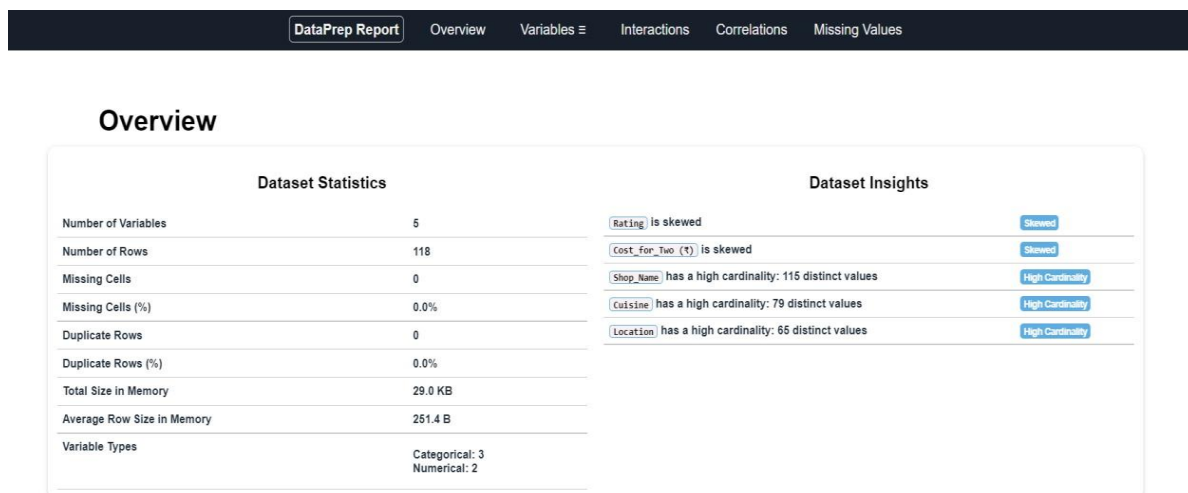 DataPrep Report Overview Variables ≡ Interactions Correlations Missing Values
Overview
Dataset Statistics
Number of Variables 5
Number of Rows 118
Missing Cells 0
Missing Cells (%) 0.0%
Duplicate Rows 0
Duplicate Rows (%) 0.0%
Total Size in Memory 29.0 KB
Average Row Size in Memory 251.4 B
Variable Types Categorical: 3
Numerical: 2
Dataset Insights
Rating is skewed Skewed
Cost_for_Two (₹) is skewed Skewed
Shop_Name has a high cardinality: 115 distinct values High Cardinality
Cuisine has a high cardinality: 79 distinct values High Cardinality
Location has a high cardinality: 65 distinct values High Cardinality